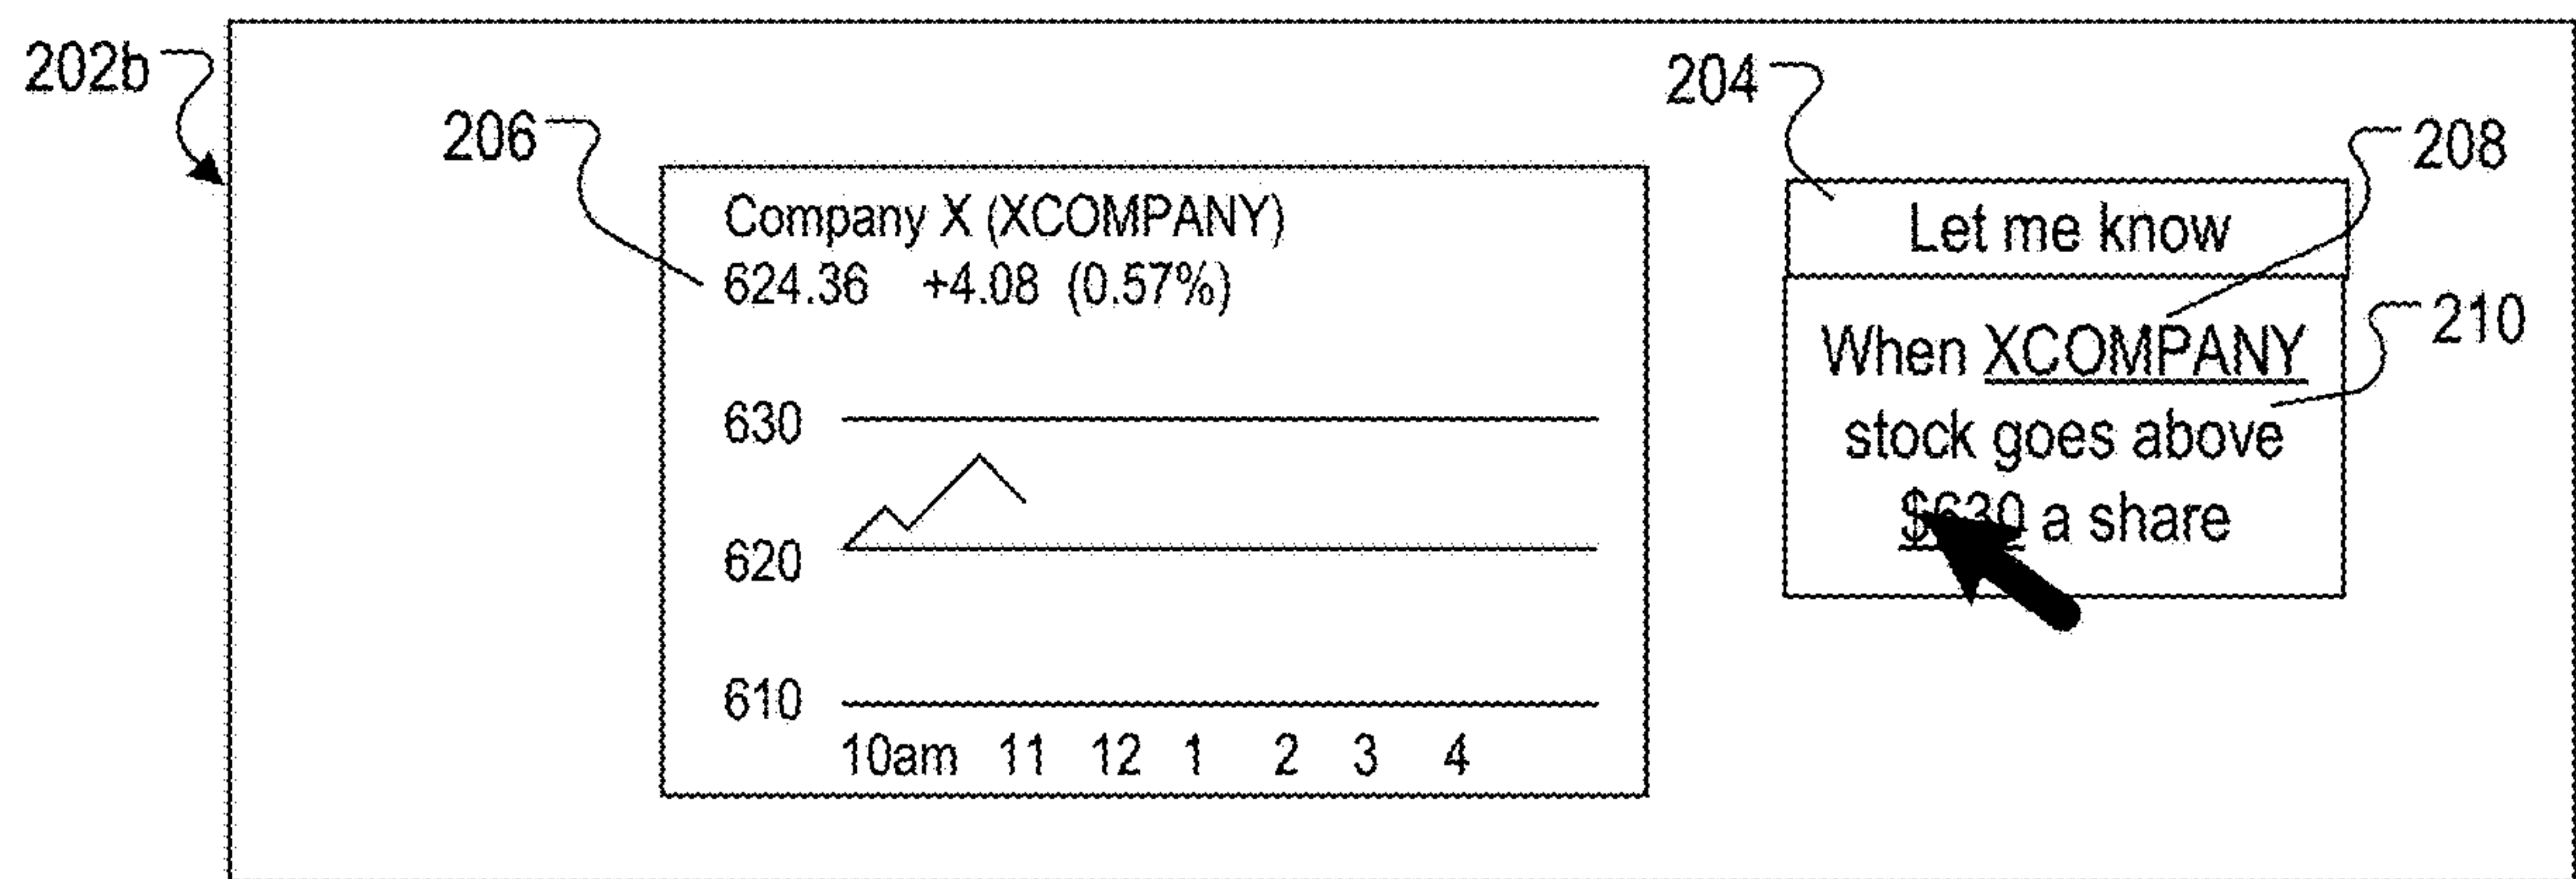 202b
206
204
208
210
Company X (XCOMPANY)
624.36 +4.08 (0.57%)
630
620
610
10am 11 12 1 2 3 4
Let me know
When XCOMPANY
stock goes above
$630 a share